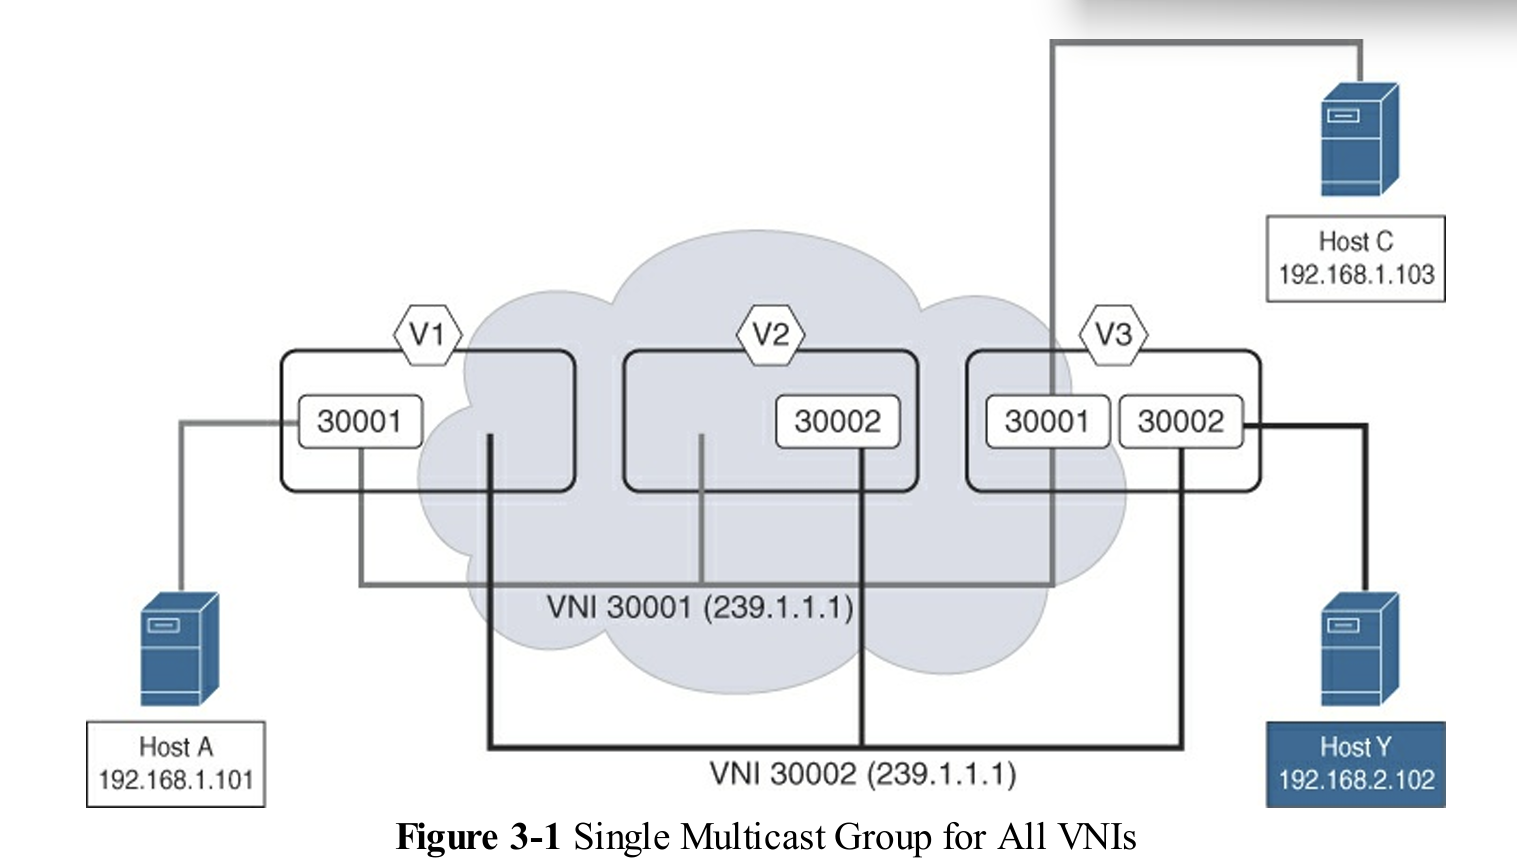 Host C
192.168.1.103
V1
V2
V3
30001
30002
30001
30002
VNI 30001 (239.1.1.1)
Host A
192.168.1.101
VNI 30002 (239.1.1.1)
Host Y
192.168.2.102
Figure 3-1 Single Multicast Group for All VNIs